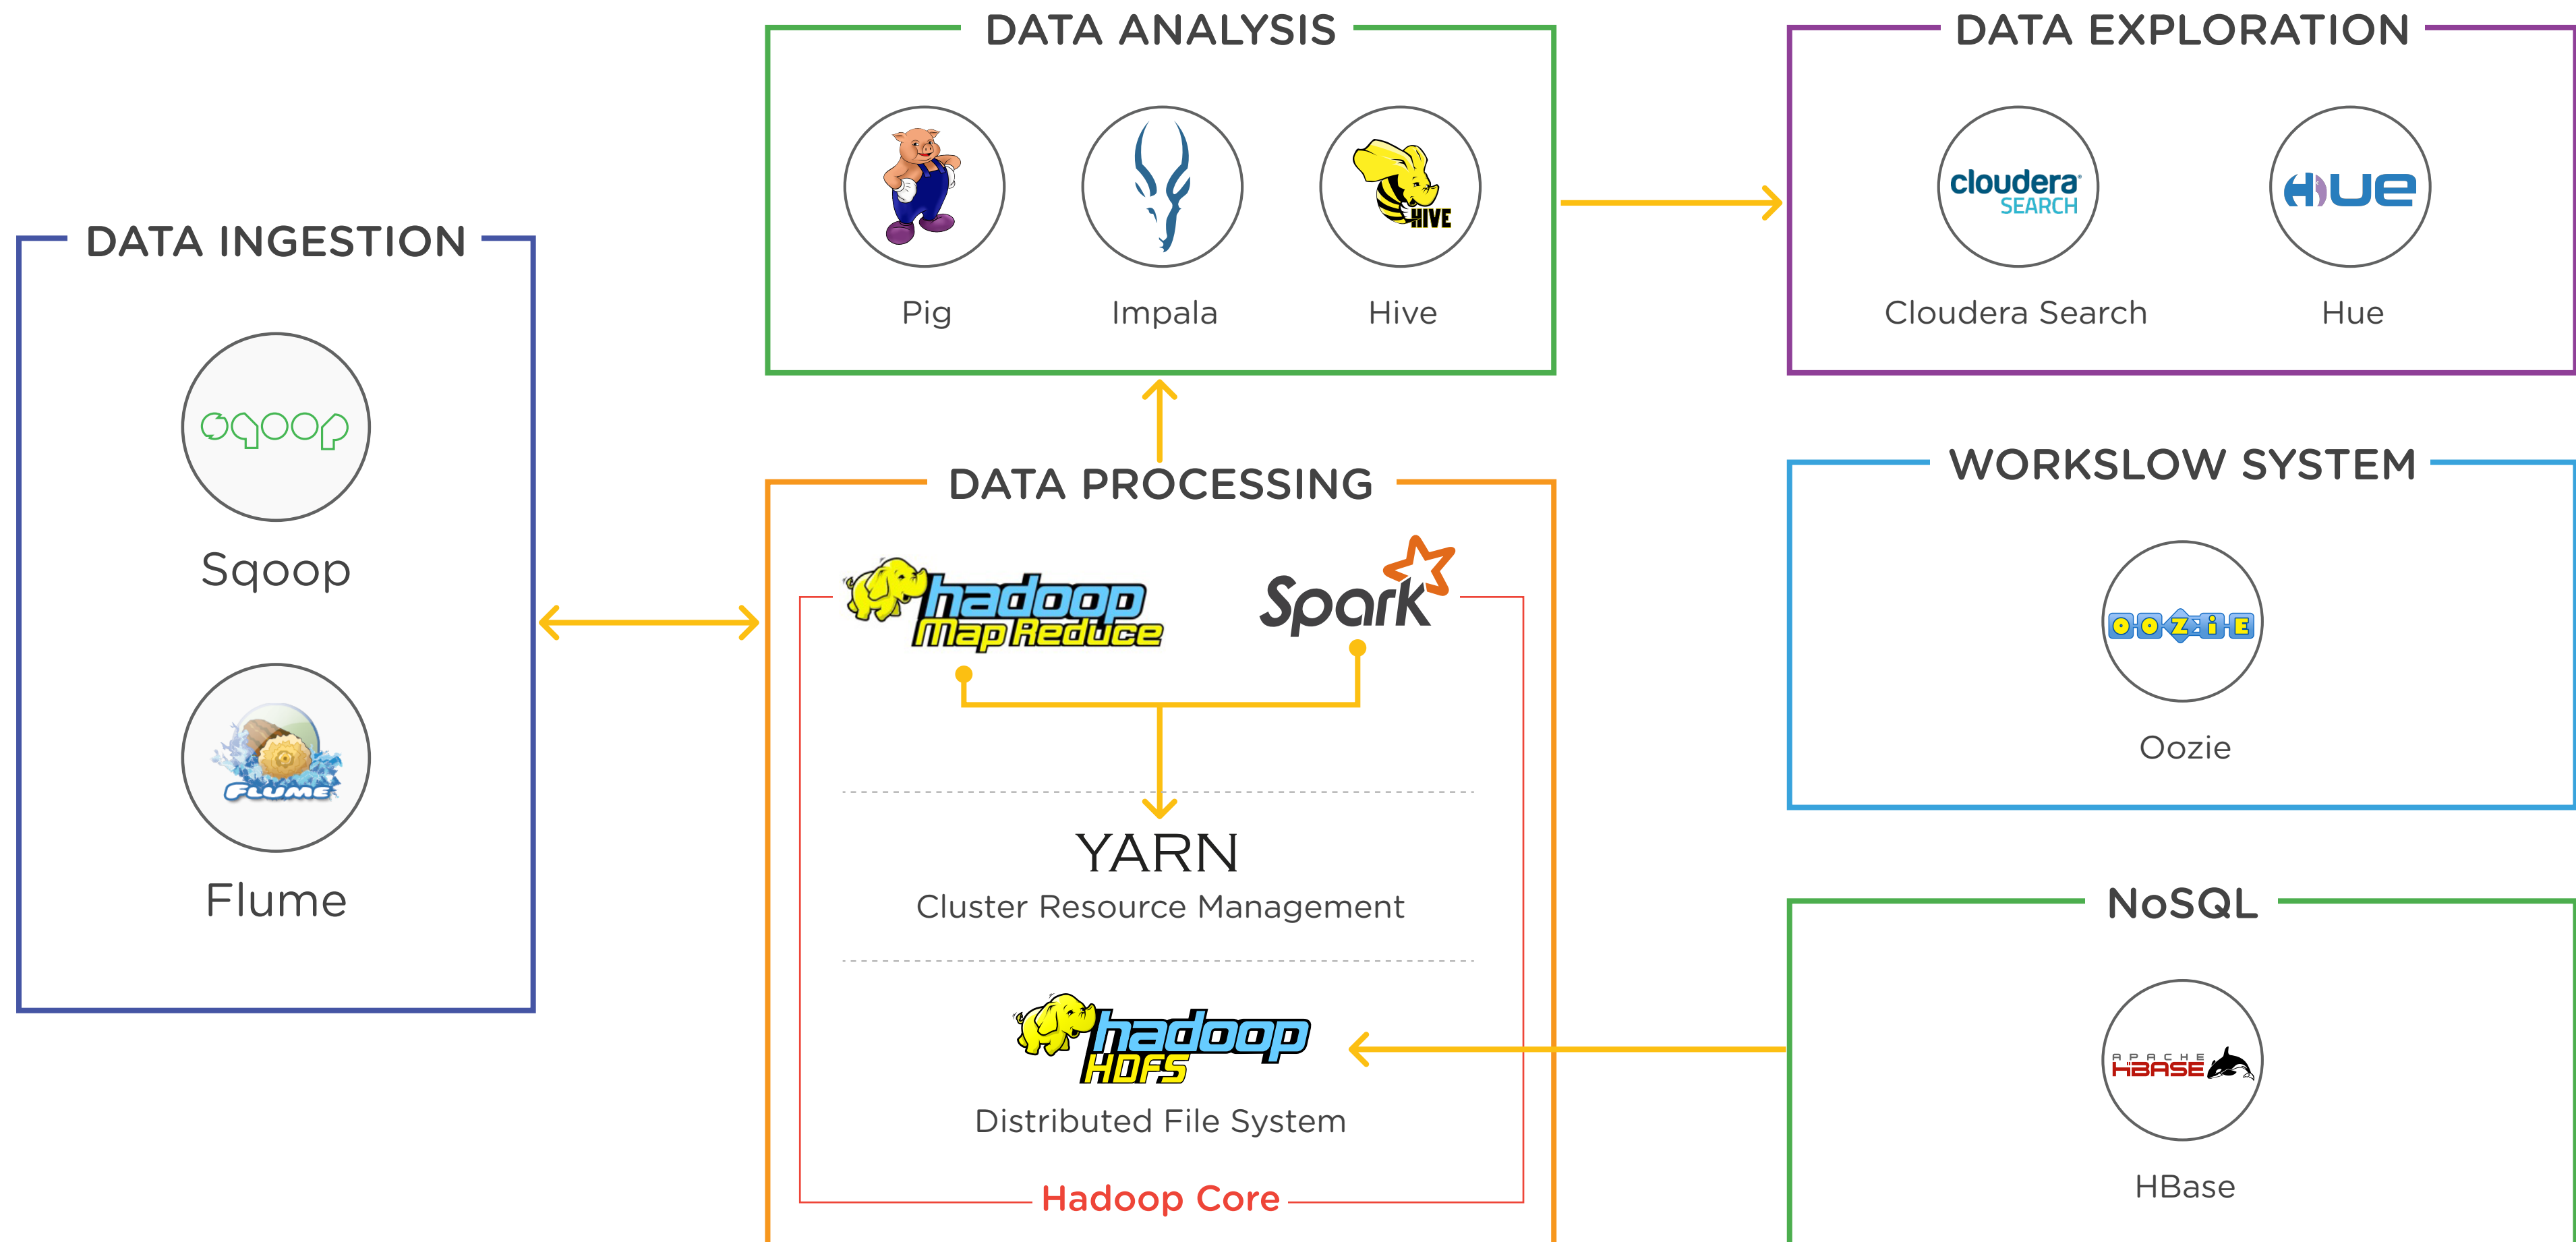 DATA INGESTION
sqoop
Sqoop
FLUME
Flume
DATA ANALYSIS
Pig
Impala
HIVE
Hive
DATA PROCESSING
hadoop
Map Reduce
Spark
YARN
Cluster Resource Management
hadoop
HDFS
Distributed File System
Hadoop Core
DATA EXPLORATION
cloudera
SEARCH
Cloudera Search
HUE
Hue
WORKSLOW SYSTEM
OOZiE
Oozie
NoSQL
APACHE
HBASE
HBase